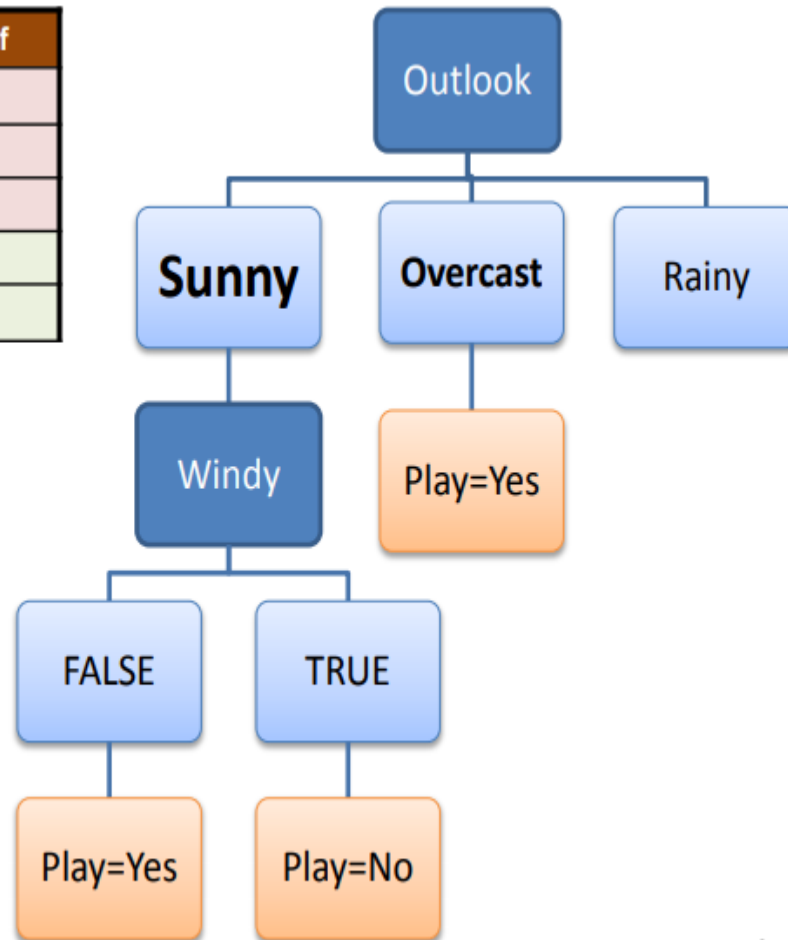 f
Outlook
Sunny
Overcast
Rainy
Windy
Play=Yes
FALSE
TRUE
Play=Yes
Play=No